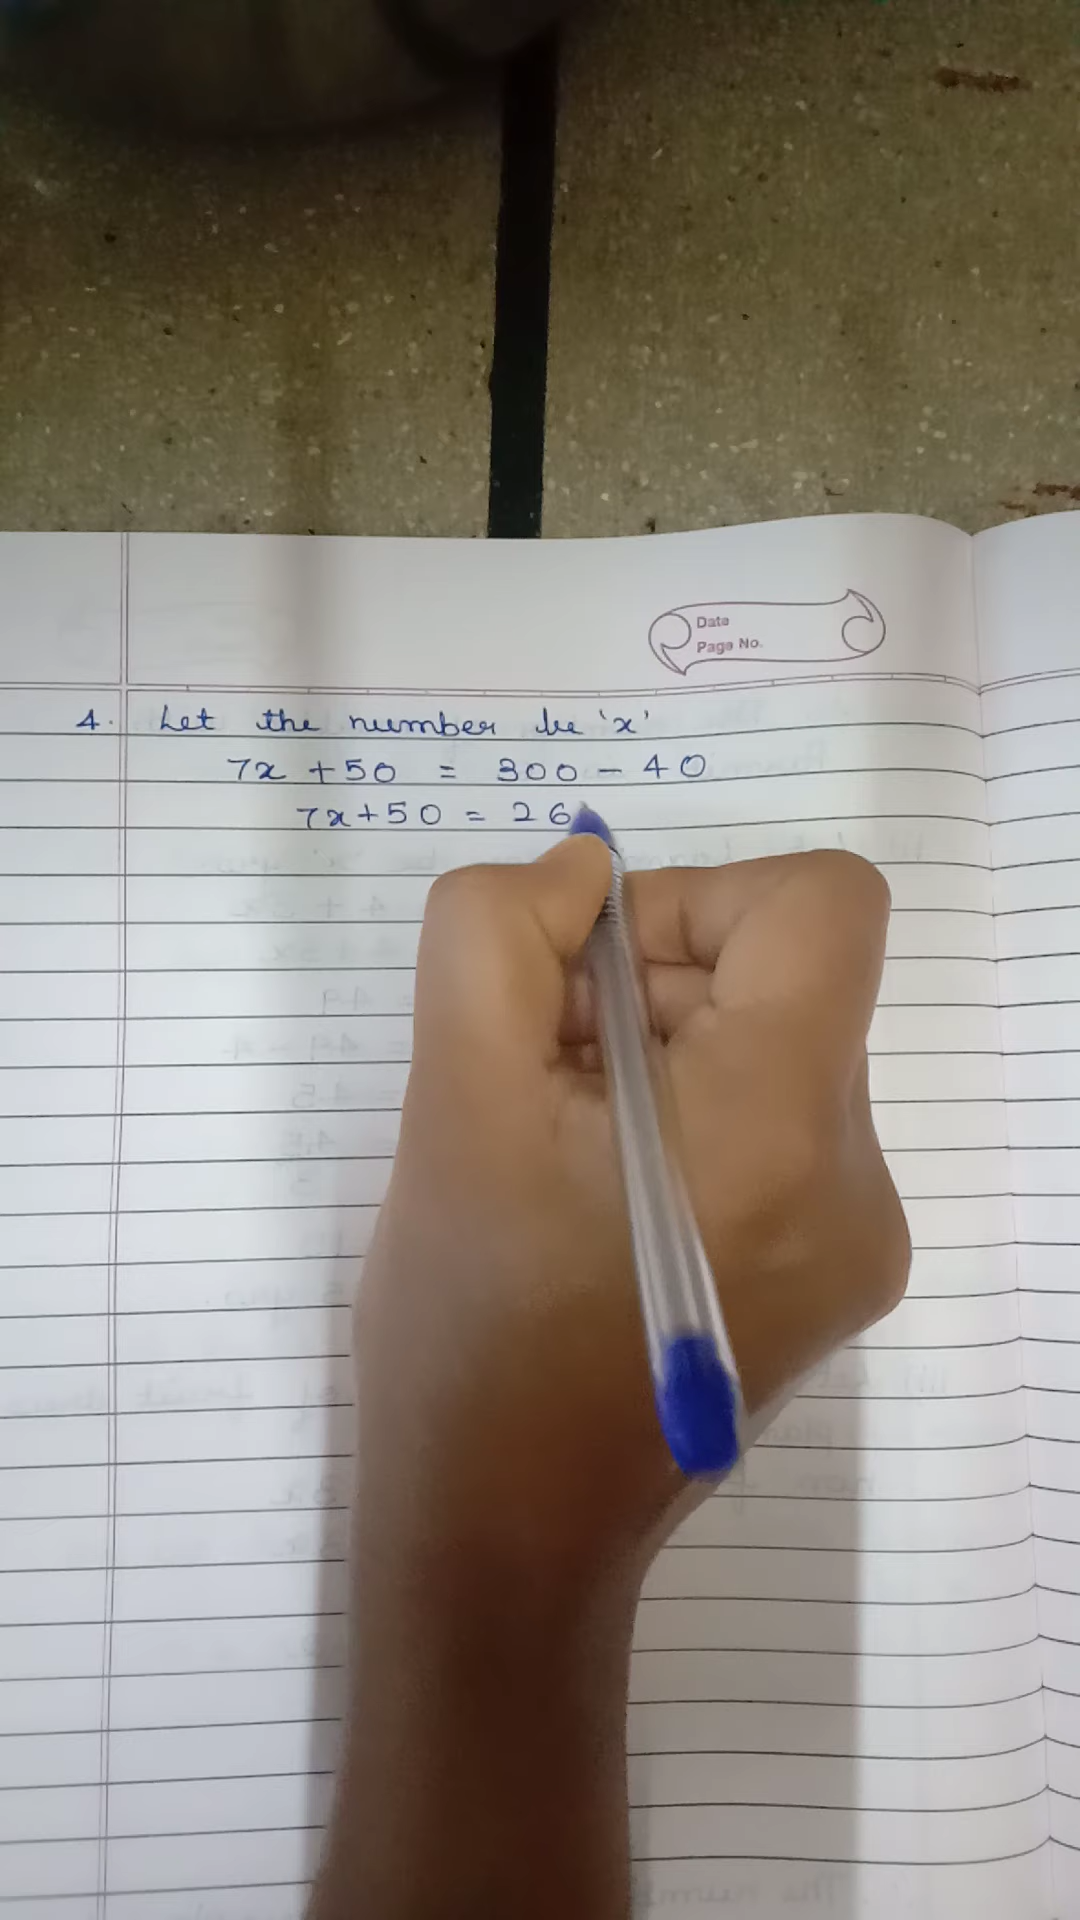 Date
Page No.
4. Let the number be 'x'
7x + 50 = 300 - 40
7x + 50 = 26